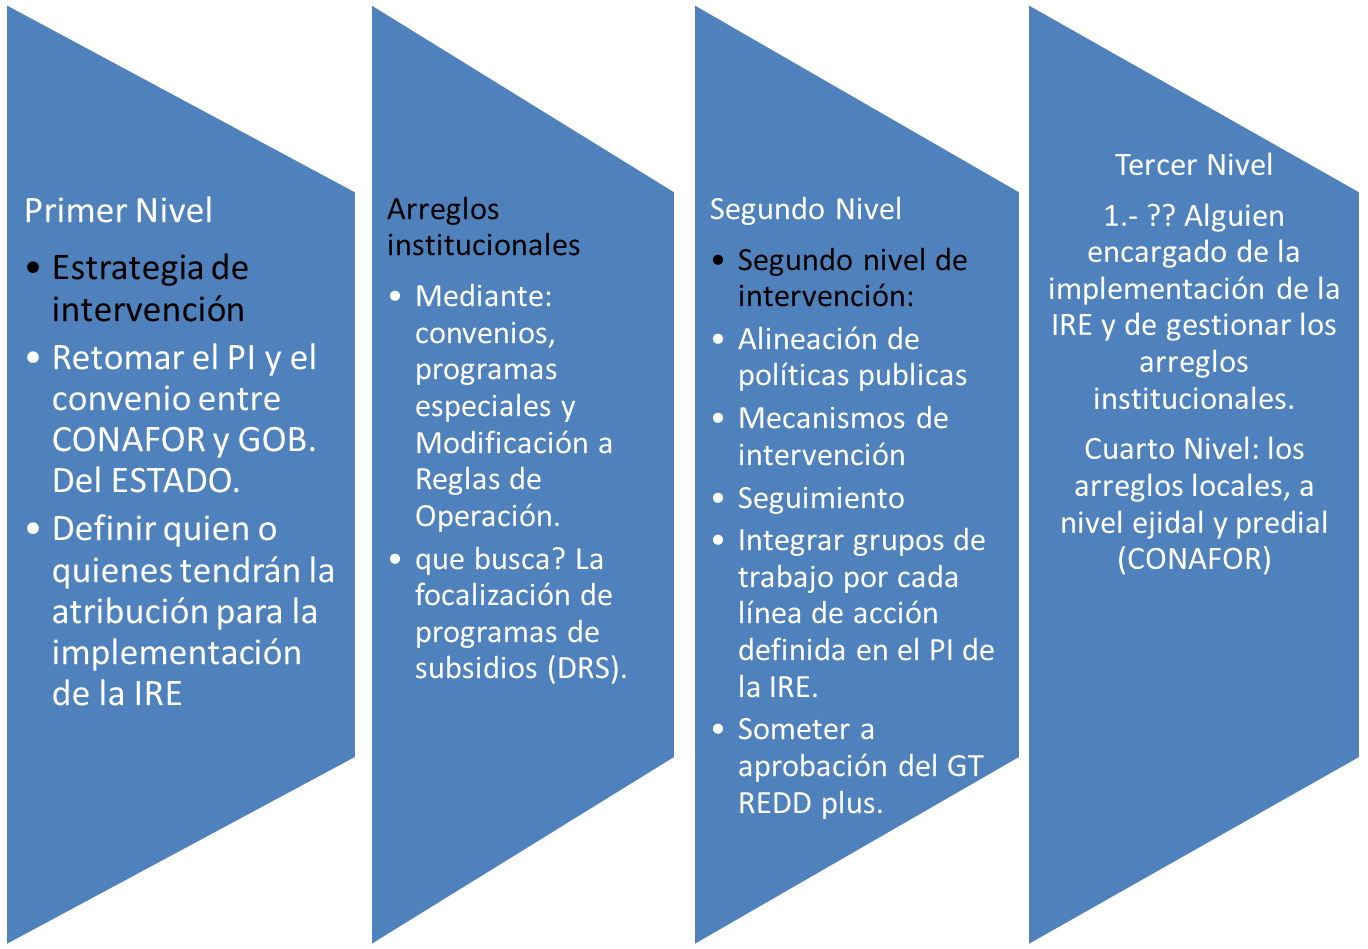 Primer Nivel
• Estrategia de
intervención
• Retomar el PI y el
convenio entre
CONAFOR y GOB.
Del ESTADO.
• Definir quien o
quienes tendrán la
atribución para la
implementación
de la IRE
Arreglos
institucionales
• Mediante:
convenios,
programas
especiales y
Modificación a
Reglas de
Operación.
• que busca? La
focalización de
programas de
subsidios (DRS).
Segundo Nivel
• Segundo nivel de
intervención:
• Alineación de
políticas publicas
• Mecanismos de
intervención
• Seguimiento
• Integrar grupos de
trabajo por cada
línea de acción
definida en el PI de
la IRE.
• Someter a
aprobación del GT
REDD plus.
Tercer Nivel
1.- ?? Alguien
encargado de la
implementación de la
IRE y de gestionar los
arreglos
institucionales.
Cuarto Nivel: los
arreglos locales, a
nivel ejidal y predial
(CONAFOR)